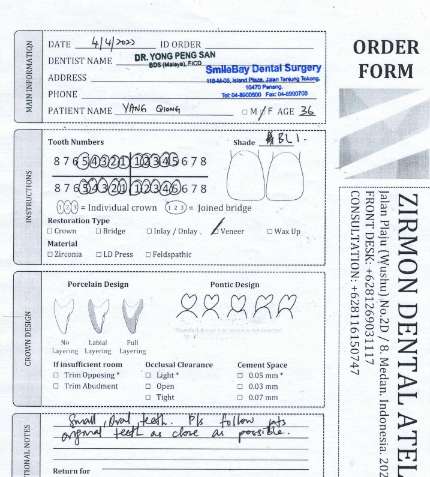 ORDER
FORM
MAIN INFORMATION
DATE 4/4/2022 ID ORDER
DENTIST NAME DR. YONG PENG SAN
BDS (Malaya), FICD
SmileBay Dental Surgery
ADDRESS 118-M-05, Island Plaza, Jalan Tanjung Tokong,
10470 Penang.
PHONE Tel: 04-8900500 Fax: 04-8900700
PATIENT NAME YANG Qiong □ M / F AGE 36
INSTRUCTIONS
Tooth Numbers Shade BL1.
8 7 6 5 4 3 2 1 1 2 3 4 5 6 7 8
8 7 6 5 4 3 2 1 1 2 3 4 6 6 7 8
1 2 3 = Individual crown 1 2 3 = Joined bridge
Restoration Type
□ Crown □ Bridge □ Inlay / Onlay Veneer □ Wax Up
Material
□ Zirconia □ LD Press □ Feldspathic
CROWN DESIGN
Porcelain Design Pontic Design
No Labial Full
Layering Layering Layering
If insufficient room Occlusal Clearance Cement Space
□ Trim Opposing * □ Light * □ 0.05 mm *
□ Trim Abudment □ Open □ 0.03 mm
□ Tight □ 0.07 mm
TIONAL NOTES
Small, Oval teeth. Pls follow pts
original teeth as close as possible.
Return for
ZIRMON DENTAL ATEL
Jalan Plaju (Wushu) No.2D / 8. Medan. Indonesia. 202
FRONT DESK: +6281269031117
CONSULTATION: +628116150747